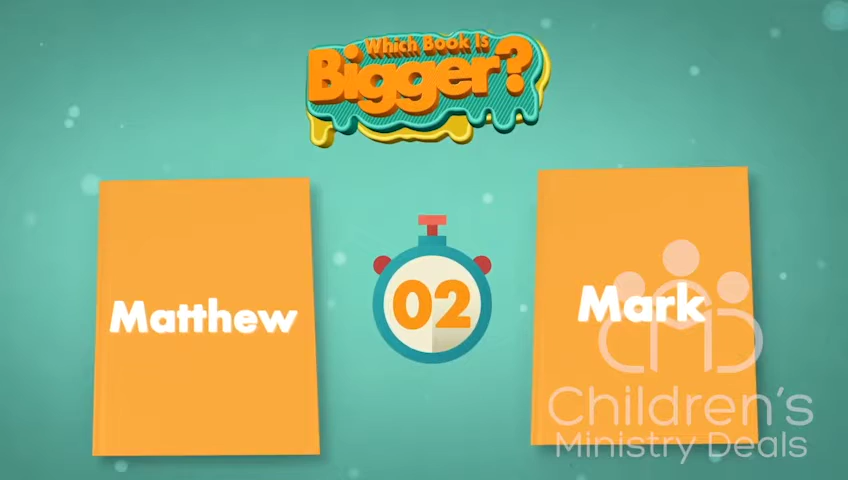 Which Book Is
Bigger?
Matthew
02
Mark
Children's
Ministry Deals